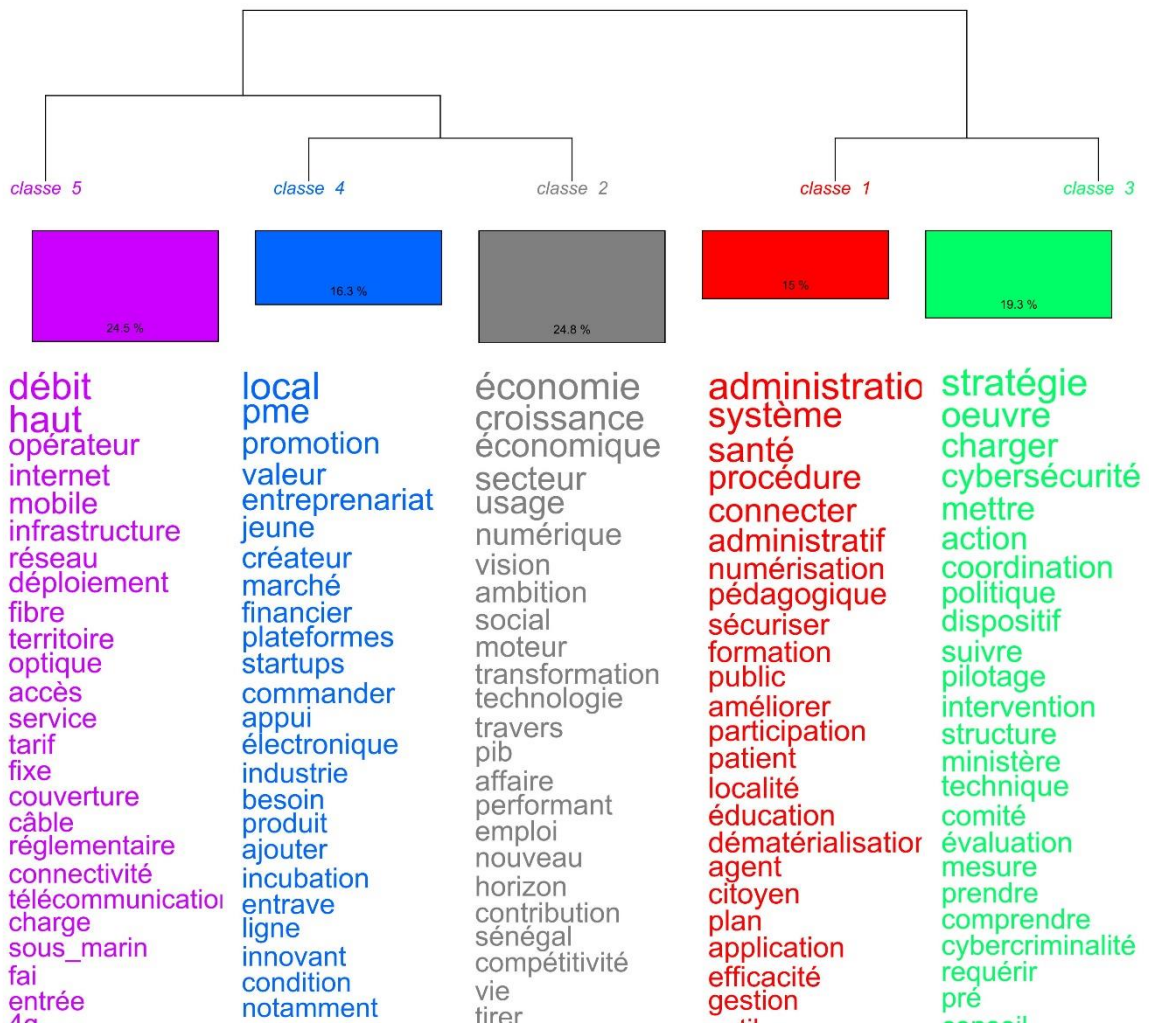 classe 5
classe 4
classe 2
classe 1
classe 3
24.5 %
16.3 %
24.8 %
15 %
19.3 %
débit
haut
opérateur
internet
mobile
infrastructure
réseau
déploiement
fibre
territoire
optique
accès
service
tarif
fixe
couverture
câble
réglementaire
connectivité
télécommunication
charge
sous_marin
fai
entrée
4g
local
pme
promotion
valeur
entreprenariat
jeune
créateur
marché
financier
plateformes
startups
commander
appui
électronique
industrie
besoin
produit
ajouter
incubation
entrave
ligne
innovant
condition
notamment
économie
croissance
économique
secteur
usage
numérique
vision
ambition
social
moteur
transformation
technologie
travers
pib
affaire
performant
emploi
nouveau
horizon
contribution
sénégal
compétitivité
vie
tirer
administratio
système
santé
procédure
connecter
administratif
numérisation
pédagogique
sécuriser
formation
public
améliorer
participation
patient
localité
éducation
dématérialisation
agent
citoyen
plan
application
efficacité
gestion
stratégie
oeuvre
charger
cybersécurité
mettre
action
coordination
politique
dispositif
suivre
pilotage
intervention
structure
ministère
technique
comité
évaluation
mesure
prendre
comprendre
cybercriminalité
requérir
pré